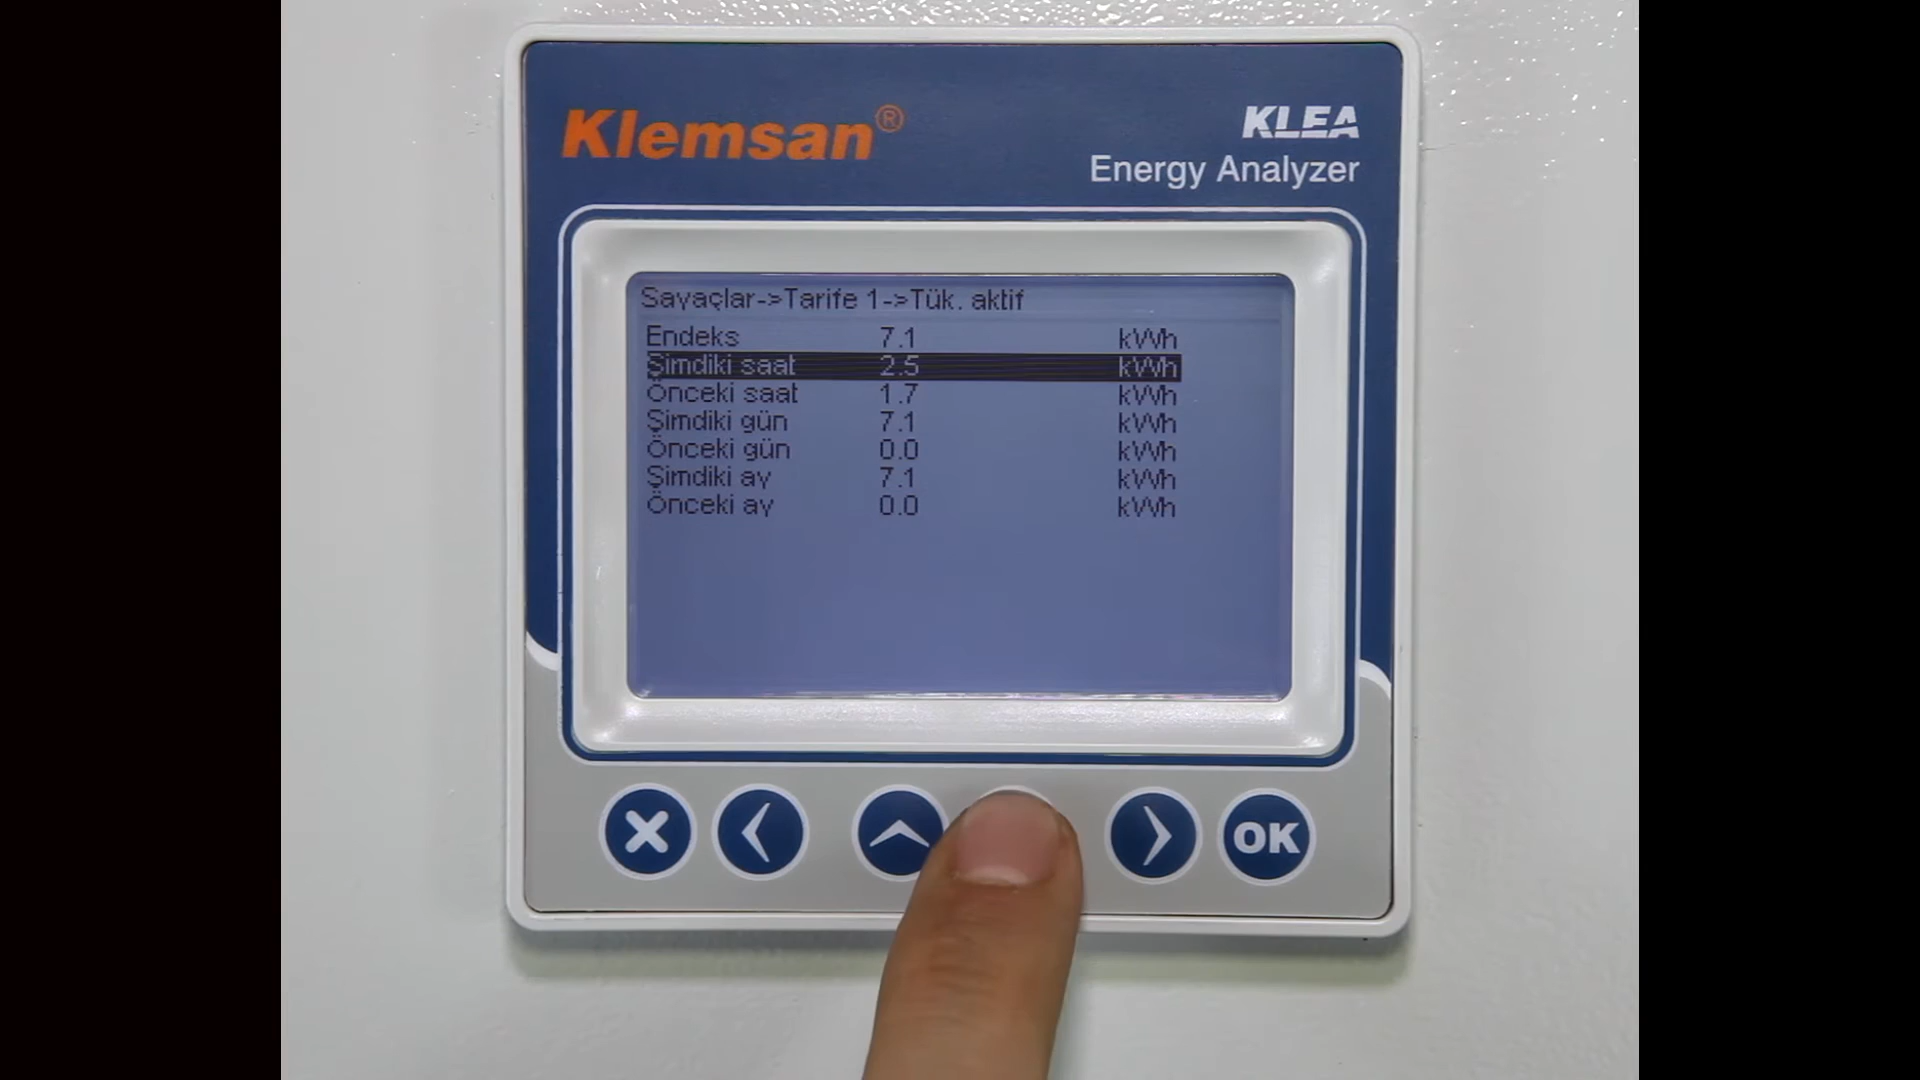 Klemsan®
KLEA
Energy Analyzer
Sayaçlar->Tarife 1->Tük. aktif
Endeks 7.1 kWh
Şimdiki saat 2.5 kWh
Önceki saat 1.7 kWh
Şimdiki gün 7.1 kWh
Önceki gün 0.0 kWh
Şimdiki ay 7.1 kWh
Önceki ay 0.0 kWh
OK